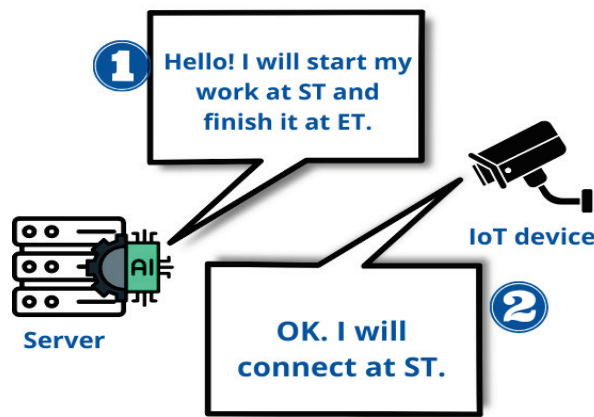 1
Hello! I will start my
work at ST and
finish it at ET.
IoT device
AI
Server
2
OK. I will
connect at ST.